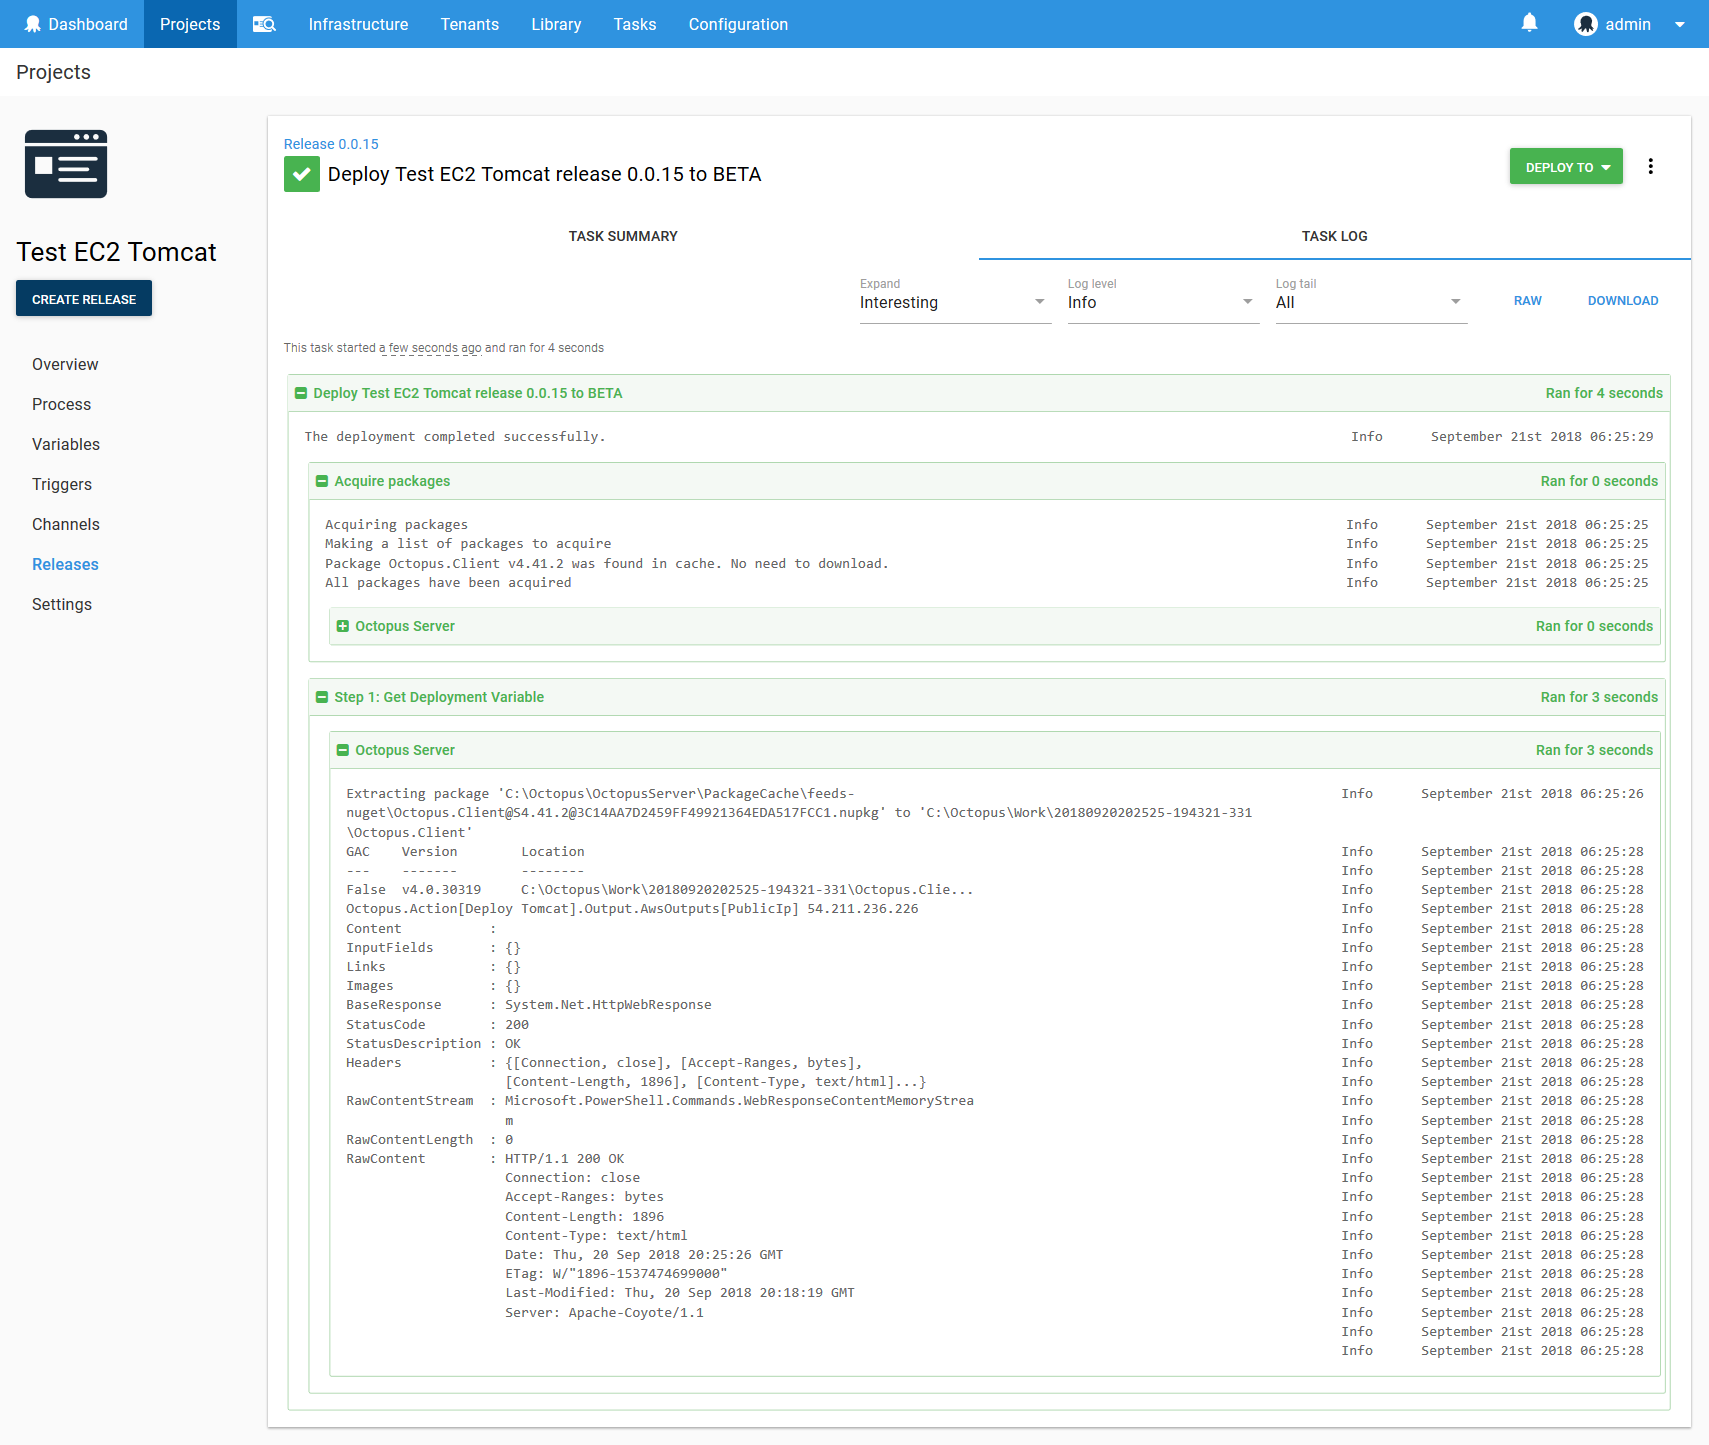 Dashboard Projects Infrastructure Tenants Library Tasks Configuration admin
Projects
Test EC2 Tomcat
CREATE RELEASE
Overview
Process
Variables
Triggers
Channels
Releases
Settings
Release 0.0.15
Deploy Test EC2 Tomcat release 0.0.15 to BETA
DEPLOY TO
TASK SUMMARY TASK LOG
Expand Log level Log tail
Interesting Info All RAW DOWNLOAD
This task started a few seconds ago and ran for 4 seconds
Deploy Test EC2 Tomcat release 0.0.15 to BETA Ran for 4 seconds
The deployment completed successfully. Info September 21st 2018 06:25:29
Acquire packages Ran for 0 seconds
Acquiring packages Info September 21st 2018 06:25:25
Making a list of packages to acquire Info September 21st 2018 06:25:25
Package Octopus.Client v4.41.2 was found in cache. No need to download. Info September 21st 2018 06:25:25
All packages have been acquired Info September 21st 2018 06:25:25
Octopus Server Ran for 0 seconds
Step 1: Get Deployment Variable Ran for 3 seconds
Octopus Server Ran for 3 seconds
Extracting package 'C:\Octopus\OctopusServer\PackageCache\feeds- Info September 21st 2018 06:25:26
nuget\Octopus.Client@S4.41.2@3C14AA7D2459FF49921364EDA517FCC1.nupkg' to 'C:\Octopus\Work\20180920202525-194321-331
\Octopus.Client'
GAC Version Location Info September 21st 2018 06:25:28
--- ------- -------- Info September 21st 2018 06:25:28
False v4.0.30319 C:\Octopus\Work\20180920202525-194321-331\Octopus.Clie... Info September 21st 2018 06:25:28
Octopus.Action[Deploy Tomcat].Output.AwsOutputs[PublicIp] 54.211.236.226 Info September 21st 2018 06:25:28
Content : Info September 21st 2018 06:25:28
InputFields : {} Info September 21st 2018 06:25:28
Links : {} Info September 21st 2018 06:25:28
Images : {} Info September 21st 2018 06:25:28
BaseResponse : System.Net.HttpWebResponse Info September 21st 2018 06:25:28
StatusCode : 200 Info September 21st 2018 06:25:28
StatusDescription : OK Info September 21st 2018 06:25:28
Headers : {[Connection, close], [Accept-Ranges, bytes], Info September 21st 2018 06:25:28
[Content-Length, 1896], [Content-Type, text/html]...} Info September 21st 2018 06:25:28
RawContentStream : Microsoft.PowerShell.Commands.WebResponseContentMemoryStrea Info September 21st 2018 06:25:28
m Info September 21st 2018 06:25:28
RawContentLength : 0 Info September 21st 2018 06:25:28
RawContent : HTTP/1.1 200 OK Info September 21st 2018 06:25:28
Connection: close Info September 21st 2018 06:25:28
Accept-Ranges: bytes Info September 21st 2018 06:25:28
Content-Length: 1896 Info September 21st 2018 06:25:28
Content-Type: text/html Info September 21st 2018 06:25:28
Date: Thu, 20 Sep 2018 20:25:26 GMT Info September 21st 2018 06:25:28
ETag: W/"1896-1537474699000" Info September 21st 2018 06:25:28
Last-Modified: Thu, 20 Sep 2018 20:18:19 GMT Info September 21st 2018 06:25:28
Server: Apache-Coyote/1.1 Info September 21st 2018 06:25:28
Info September 21st 2018 06:25:28
Info September 21st 2018 06:25:28